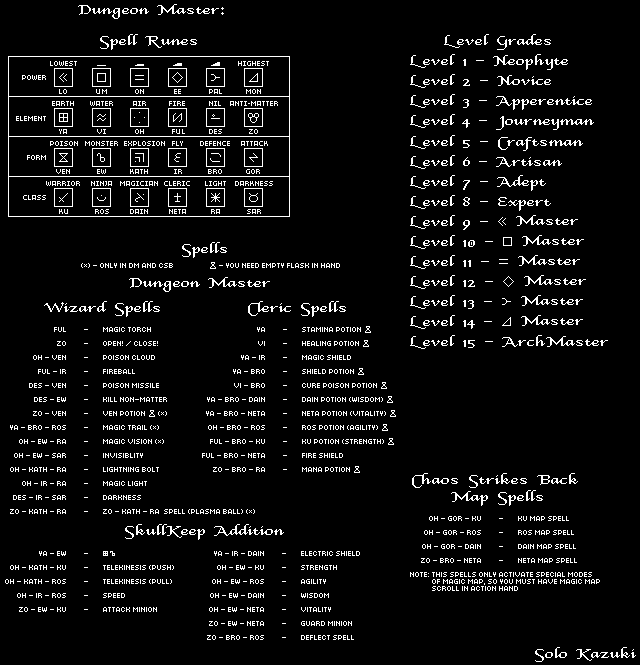 Dungeon Master:
Spell Runes
LOWEST HIGHEST
POWER
LO UM ON EE PAL MON
EARTH WATER AIR FIRE NIL ANTI-MATTER
ELEMENT
YA VI OH FUL DES ZO
POISON MONSTER EXPLOSION FLY DEFENCE ATTACK
FORM
VEN EW KATH IR BRO GOR
WARRIOR NINJA MAGICIAN CLERIC LIGHT DARKNESS
CLASS
KU ROS DAIN NETA RA SAR
Level Grades
Level 1 - Neophyte
Level 2 - Novice
Level 3 - Apperentice
Level 4 - Journeyman
Level 5 - Craftsman
Level 6 - Artisan
Level 7 - Adept
Level 8 - Expert
Level 9 - Master
Level 10 - Master
Level 11 - Master
Level 12 - Master
Level 13 - Master
Level 14 - Master
Level 15 - ArchMaster
Spells
(×) - ONLY IN DM AND CSB - YOU NEED EMPTY FLASK IN HAND
Dungeon Master
Wizard Spells
FUL - MAGIC TORCH
ZO - OPEN! / CLOSE!
OH - VEN - POISON CLOUD
FUL - IR - FIREBALL
DES - VEN - POISON MISSILE
DES - EW - KILL NON-MATTER
ZO - VEN - VEN POTION (×)
YA - BRO - ROS - MAGIC TRAIL (×)
OH - EW - RA - MAGIC VISION (×)
OH - EW - SAR - INVISIBLITY
OH - KATH - RA - LIGHTNING BOLT
OH - IR - RA - MAGIC LIGHT
DES - IR - SAR - DARKNESS
ZO - KATH - RA - ZO - KATH - RA SPELL (PLASMA BALL) (×)
Cleric Spells
YA - STAMINA POTION
VI - HEALING POTION
YA - IR - MAGIC SHIELD
YA - BRO - SHIELD POTION
VI - BRO - CURE POISON POTION
YA - BRO - DAIN - DAIN POTION (WISDOM)
YA - BRO - NETA - NETA POTION (VITALITY)
OH - BRO - ROS - ROS POTION (AGILITY)
FUL - BRO - KU - KU POTION (STRENGTH)
FUL - BRO - NETA - FIRE SHIELD
ZO - BRO - RA - MANA POTION
SkullKeep Addition
YA - EW -
OH - KATH - KU - TELEKINESIS (PUSH)
OH - KATH - ROS - TELEKINESIS (PULL)
OH - IR - ROS - SPEED
ZO - EW - KU - ATTACK MINION
YA - IR - DAIN - ELECTRIC SHIELD
OH - EW - KU - STRENGTH
OH - EW - ROS - AGILITY
OH - EW - DAIN - WISDOM
OH - EW - NETA - VITALITY
ZO - EW - NETA - GUARD MINION
ZO - BRO - ROS - DEFLECT SPELL
Chaos Strikes Back
Map Spells
OH - GOR - KU - KU MAP SPELL
OH - GOR - ROS - ROS MAP SPELL
OH - GOR - DAIN - DAIN MAP SPELL
ZO - BRO - NETA - NETA MAP SPELL
NOTE: THIS SPELLS ONLY ACTIVATE SPECIAL MODES
OF MAGIC MAP, SO YOU MUST HAVE MAGIC MAP
SCROLL IN ACTION HAND
Solo Kazuki